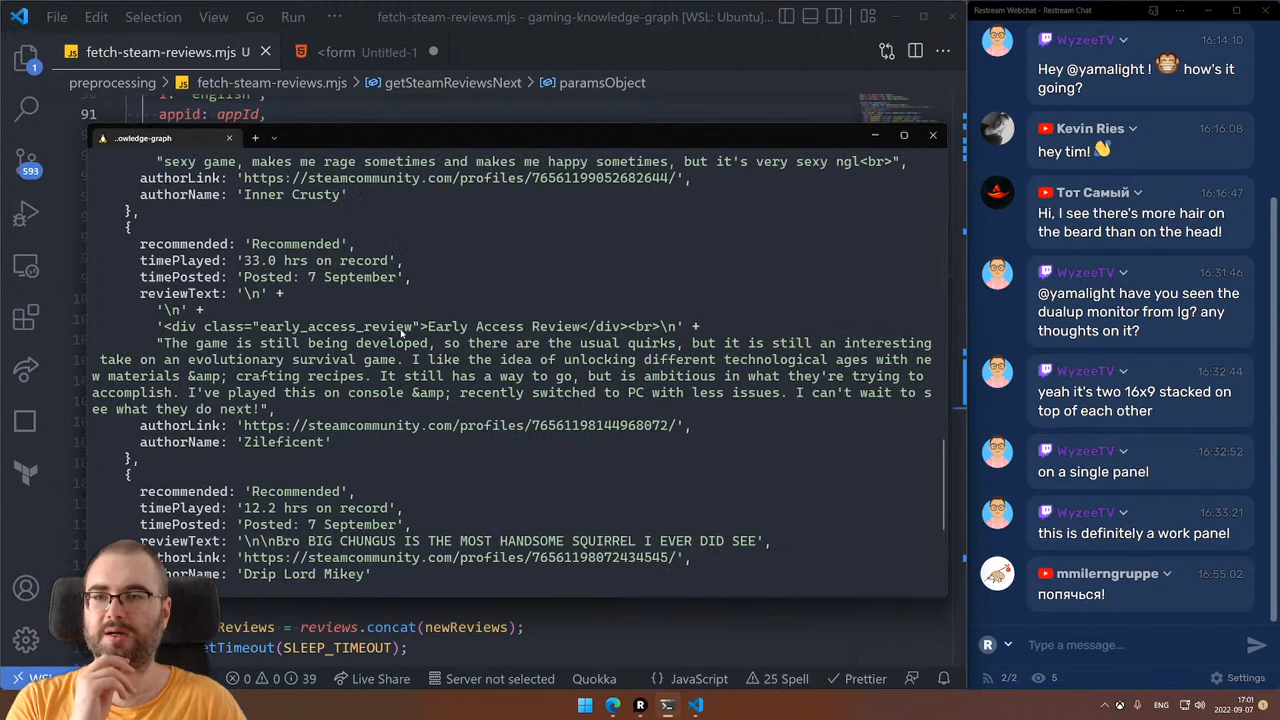 File
Edit
Selection
View
Go
Run
···
fetch-steam-reviews.mjs - gaming-knowledge-graph [WSL: Ubuntu]
JS fetch-steam-reviews.mjs U
<form Untitled-1
preprocessing > JS fetch-steam-reviews.mjs > getSteamReviewsNext > paramsObject
91
appid: appId,
..owledge-graph
"sexy game, makes me rage sometimes and makes me happy sometimes, but it's very sexy ngl<br>",
authorLink: 'https://steamcommunity.com/profiles/76561199052682644/',
authorName: 'Inner Crusty'
},
{
recommended: 'Recommended',
timePlayed: '33.0 hrs on record',
timePosted: 'Posted: 7 September',
reviewText: '\n' +
'\n' +
'<div class="early_access_review">Early Access Review</div><br>\n' +
"The game is still being developed, so there are the usual quirks, but it is still an interesting
take on an evolutionary survival game. I like the idea of unlocking different technological ages with ne
w materials &amp; crafting recipes. It still has a way to go, but is ambitious in what they're trying to
accomplish. I've played this on console &amp; recently switched to PC with less issues. I can't wait to s
ee what they do next!",
authorLink: 'https://steamcommunity.com/profiles/76561198144968072/',
authorName: 'Zileficent'
},
{
recommended: 'Recommended',
timePlayed: '12.2 hrs on record',
timePosted: 'Posted: 7 September',
reviewText: '\n\nBro BIG CHUNGUS IS THE MOST HANDSOME SQUIRREL I EVER DID SEE',
authorLink: 'https://steamcommunity.com/profiles/76561198072434545/',
authorName: 'Drip Lord Mikey'
Reviews = reviews.concat(newReviews);
etTimeout(SLEEP_TIMEOUT);
1
593
0 0 39
Live Share
Server not selected
Quokka
JavaScript
25 Spell
Prettier
Restream Webchat - Restream Chat
WyzeeTV 16:14:10
Hey @yamalight ! how's it
going?
Kevin Ries 16:16:08
hey tim!
Тот Самый 16:16:47
Hi, I see there's more hair on
the beard than on the head!
WyzeeTV 16:31:46
@yamalight have you seen the
dualup monitor from lg? any
thoughts on it?
WyzeeTV 16:32:44
yeah it's two 16x9 stacked on
top of each other
WyzeeTV 16:32:52
on a single panel
WyzeeTV 16:33:21
this is definitely a work panel
mmilerngruppe 16:55:02
попячься!
R
Type a message...
2/2
5
Settings
ENG
17:01
2022-09-07